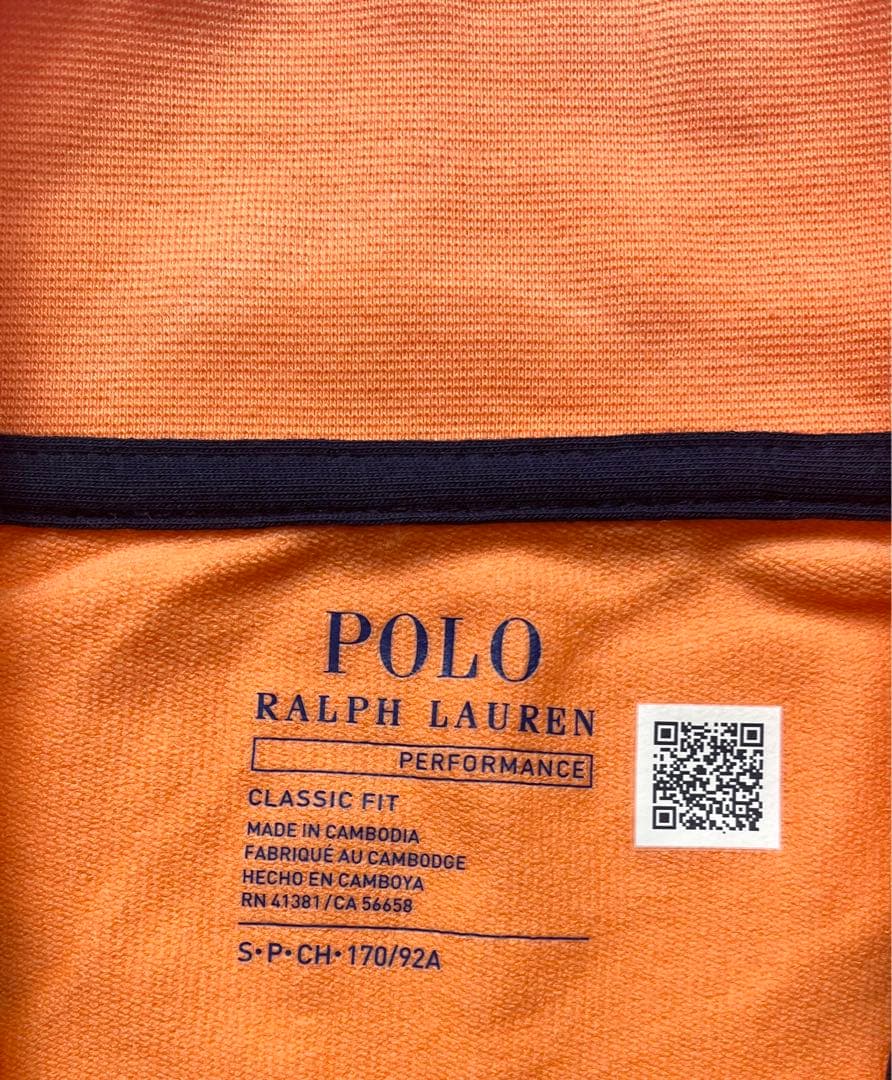 POLO
RALPH LAUREN
PERFORMANCE
CLASSIC FIT
MADE IN CAMBODIA
FABRIQUÉ AU CAMBODGE
HECHO EN CAMBOYA
RN 41381/CA 56658
S•P•CH•170/92A